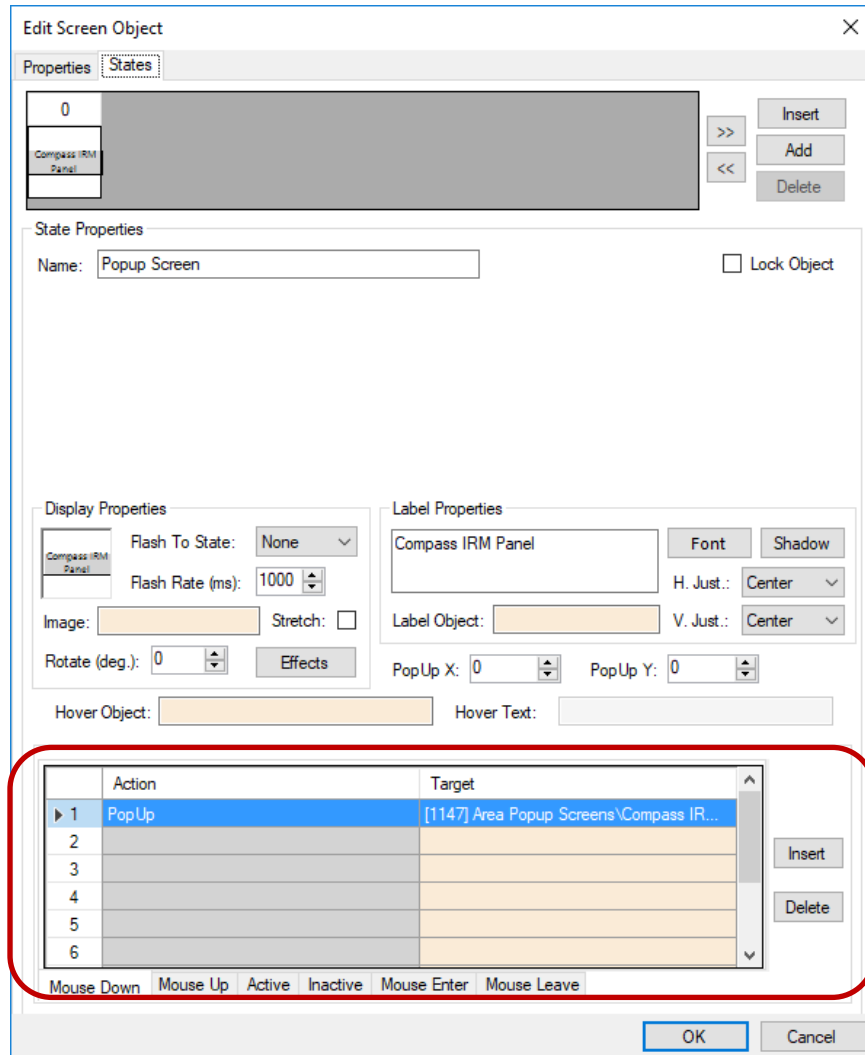 Edit Screen Object
Properties States
0
Compass IRM
Panel
>>
<<
Insert
Add
Delete
State Properties
Name: Popup Screen
Lock Object
Display Properties
Compass IRM
Panel
Flash To State: None
Flash Rate (ms): 1000
Image:
Stretch:
Rotate (deg.): 0
Effects
Label Properties
Compass IRM Panel
Font
Shadow
H. Just.: Center
Label Object:
V. Just.: Center
PopUp X: 0
PopUp Y: 0
Hover Object:
Hover Text:
Action Target
1 PopUp [1147] Area Popup Screens\Compass IR...
2
3
4
5
6
Insert
Delete
Mouse Down Mouse Up Active Inactive Mouse Enter Mouse Leave
OK Cancel